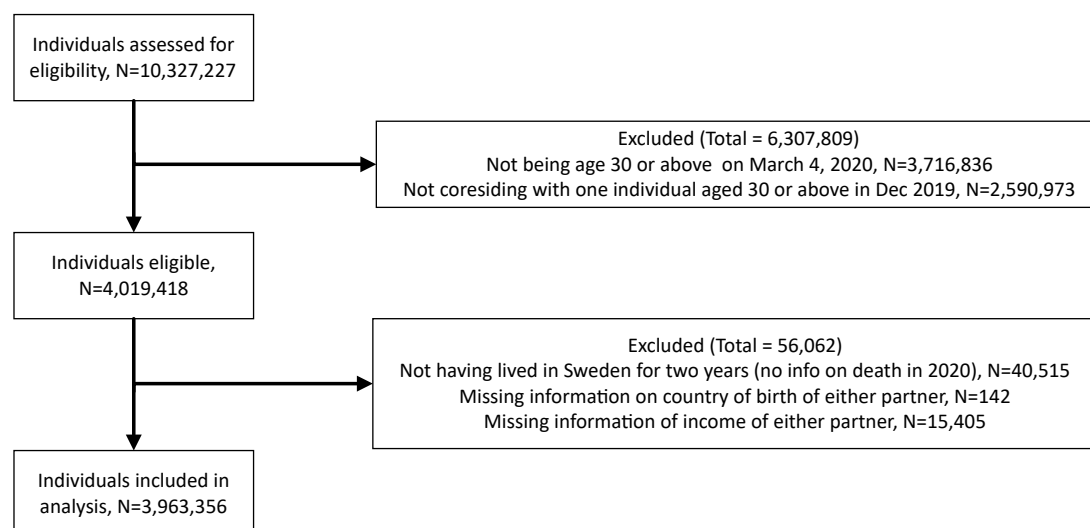 Individuals assessed for
eligibility, N=10,327,227
Excluded (Total = 6,307,809)
Not being age 30 or above  on March 4, 2020, N=3,716,836
Not coresiding with one individual aged 30 or above in Dec 2019, N=2,590,973
Individuals eligible,
N=4,019,418
Excluded (Total = 56,062)
Not having lived in Sweden for two years (no info on death in 2020), N=40,515
Missing information on country of birth of either partner, N=142
Missing information of income of either partner, N=15,405
Individuals included in
analysis, N=3,963,356